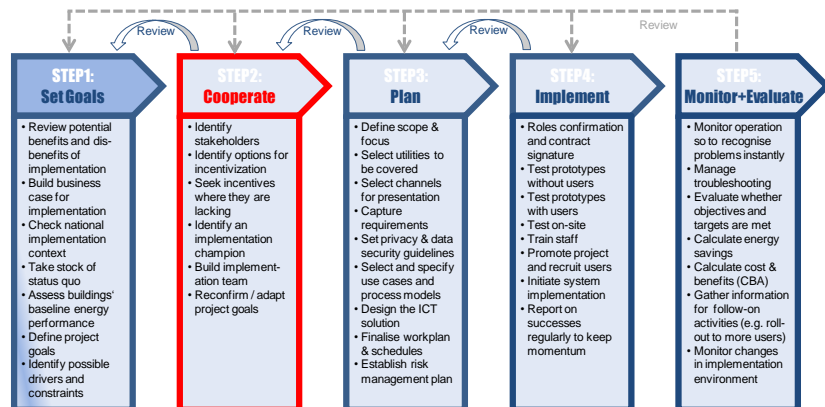 Review
Review
Review
Review
STEP1:
Set Goals
• Review potential
benefits and dis-
benefits of
implementation
• Build business
case for
implementation
• Check national
implementation
context
• Take stock of
status quo
• Assess buildings'
baseline energy
performance
• Define project
goals
• Identify possible
drivers and
constraints
STEP2:
Cooperate
• Identify
stakeholders
• Identify options for
incentivization
• Seek incentives
where they are
lacking
• Identify an
implementation
champion
• Build implement-
ation team
• Reconfirm / adapt
project goals
STEP3:
Plan
• Define scope &
focus
• Select utilities to
be covered
• Select channels
for presentation
• Capture
requirements
• Set privacy & data
security guidelines
• Select and specify
use cases and
process models
• Design the ICT
solution
• Finalise workplan
& schedules
• Establish risk
management plan
STEP4:
Implement
• Roles confirmation
and contract
signature
• Test prototypes
without users
• Test prototypes
with users
• Test on-site
• Train staff
• Promote project
and recruit users
• Initiate system
implementation
• Report on
successes
regularly to keep
momentum
STEP5:
Monitor+Evaluate
• Monitor operation
so to recognise
problems instantly
• Manage
troubleshooting
• Evaluate whether
objectives and
targets are met
• Calculate energy
savings
• Calculate cost &
benefits (CBA)
• Gather information
for follow-on
activities (e.g. roll-
out to more users)
• Monitor changes
in implementation
environment